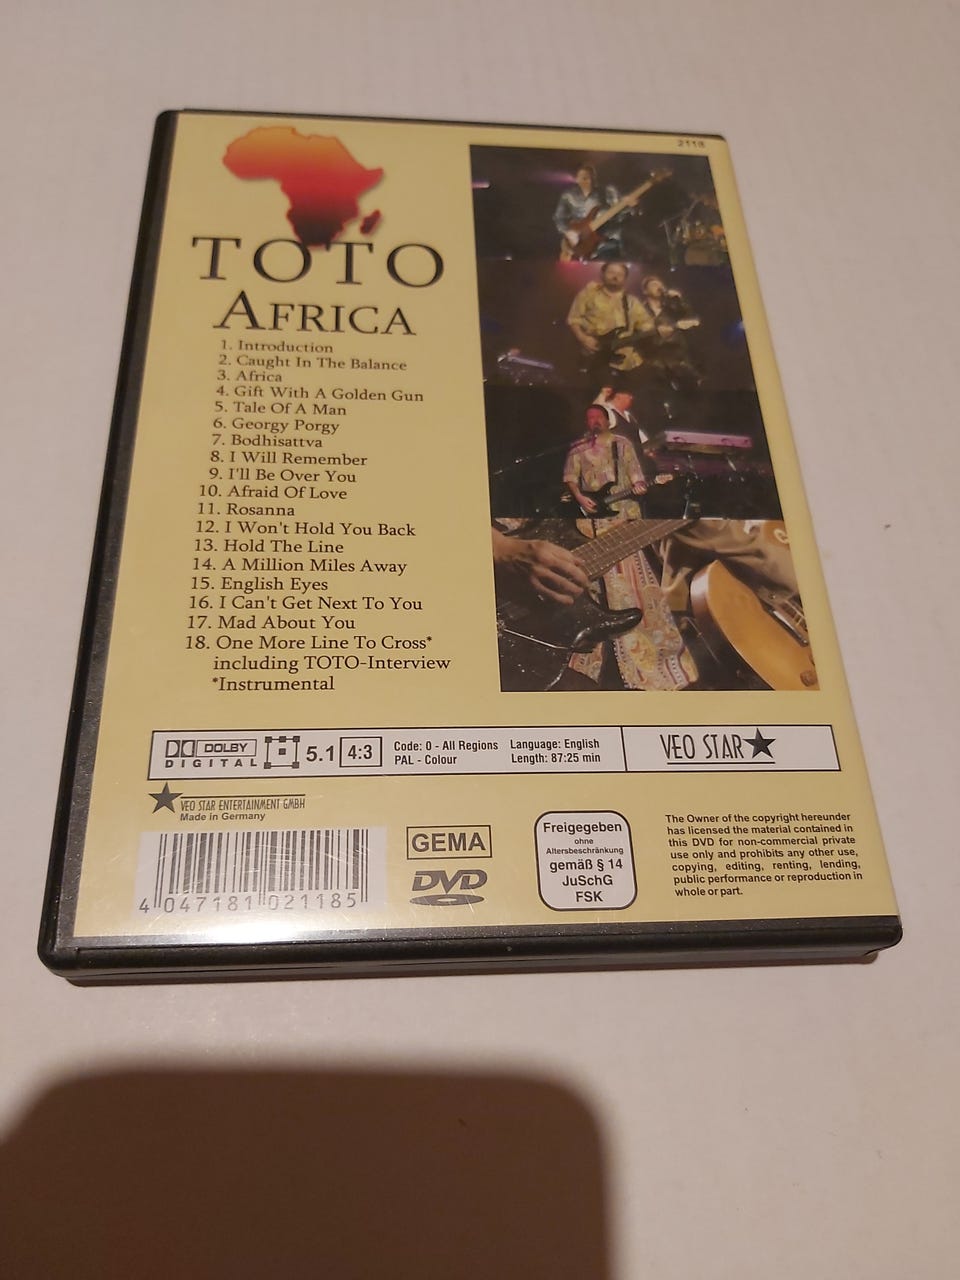 2118
TOTO
AFRICA
1. Introduction
2. Caught In The Balance
3. Africa
4. Gift With A Golden Gun
5. Tale Of A Man
6. Georgy Porgy
7. Bodhisattva
8. I Will Remember
9. I'll Be Over You
10. Afraid Of Love
11. Rosanna
12. I Won't Hold You Back
13. Hold The Line
14. A Million Miles Away
15. English Eyes
16. I Can't Get Next To You
17. Mad About You
18. One More Line To Cross*
including TOTO-Interview
*Instrumental
DOLBY
DIGITAL
5.1
4:3
Code: 0 - All Regions
PAL - Colour
Language: English
Length: 87:25 min
VEO STAR
VEO STAR ENTERTAINMENT GMBH
Made in Germany
4 047181 021185
GEMA
DVD
Freigegeben
ohne
Altersbeschränkung
gemäß § 14
JuSchG
FSK
The Owner of the copyright hereunder
has licensed the material contained in
this DVD for non-commercial private
use only and prohibits any other use,
copying, editing, renting, lending,
public performance or reproduction in
whole or part.